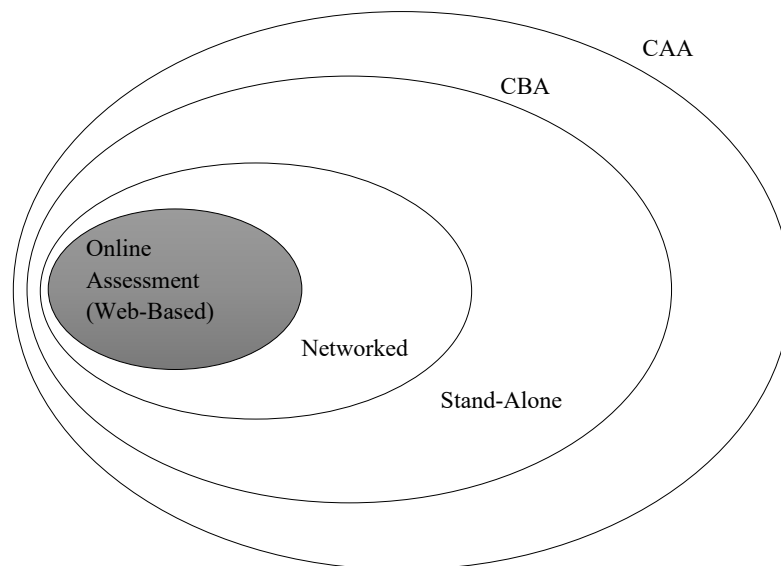 CAA
CBA
Online
Assessment
(Web-Based)
Networked
Stand-Alone